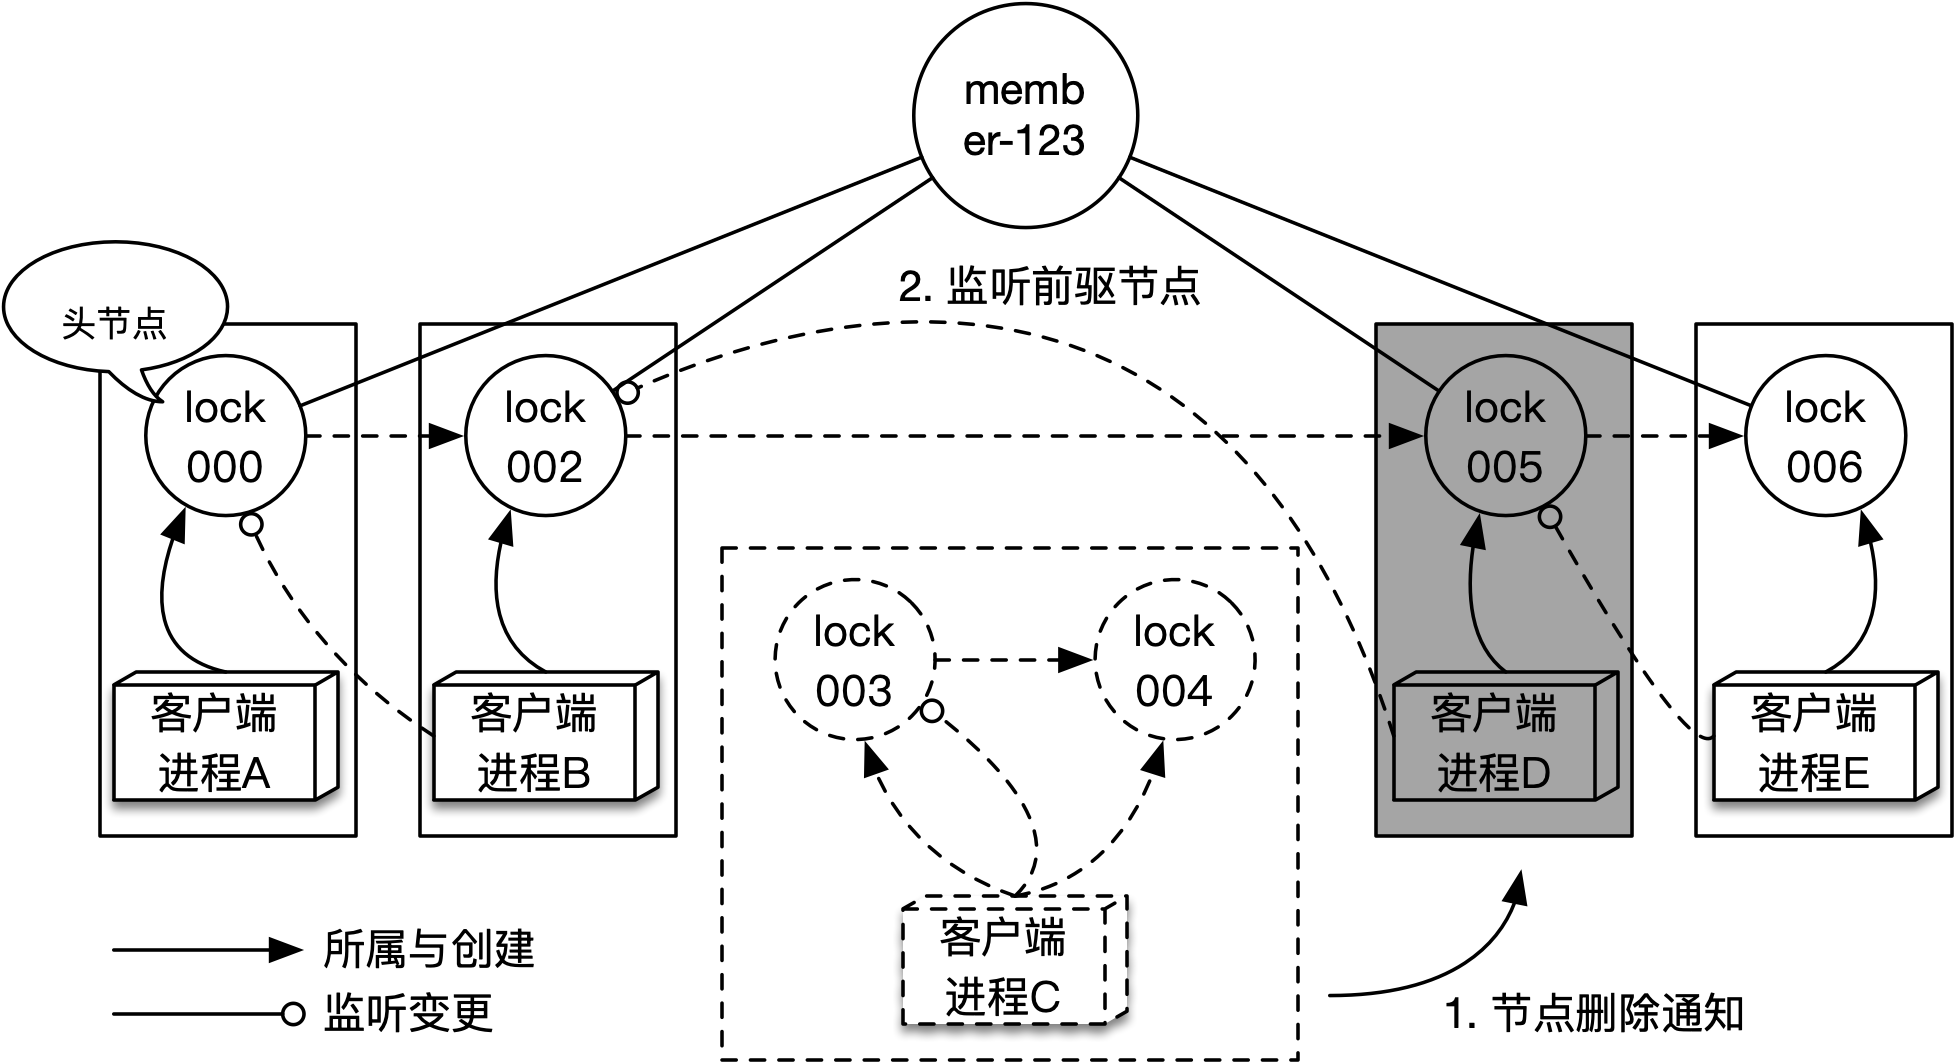 memb
er-123
2. 监听前驱节点
头节点
lock
000
lock
002
lock
005
lock
006
lock
003
lock
004
客户端
进程A
客户端
进程B
客户端
进程D
客户端
进程E
客户端
进程C
所属与创建
监听变更
1. 节点删除通知